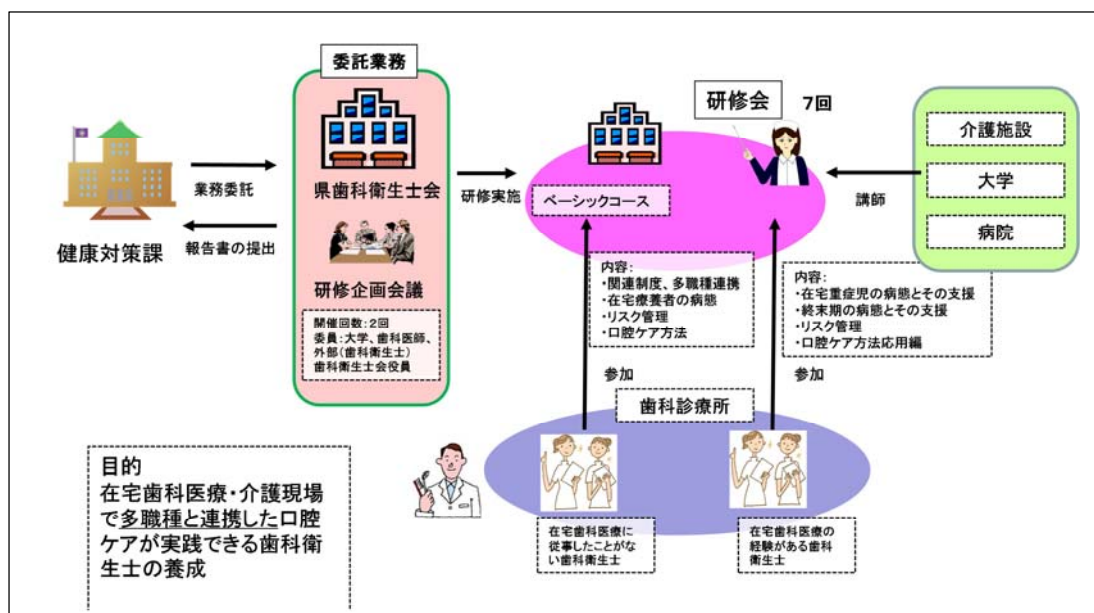 委託業務
県歯科衛生士会
研修企画会議
開催回数：2回
委員：大学、歯科医師、
外部（歯科衛生士）
歯科衛生士会役員
業務委託
報告書の提出
健康対策課
研修実施
研修会
7回
ベーシックコース
講師
介護施設
大学
病院
内容：
・関連制度、多職種連携
・在宅療養者の病態
・リスク管理
・口腔ケア方法
内容：
・在宅重症児の病態とその支援
・終末期の病態とその支援
・リスク管理
・口腔ケア方法応用編
参加
参加
歯科診療所
在宅歯科医療に
従事したことがな
い歯科衛生士
在宅歯科医療の
経験がある歯科
衛生士
目的
在宅歯科医療・介護現場
で多職種と連携した口腔
ケアが実践できる歯科衛
生士の養成